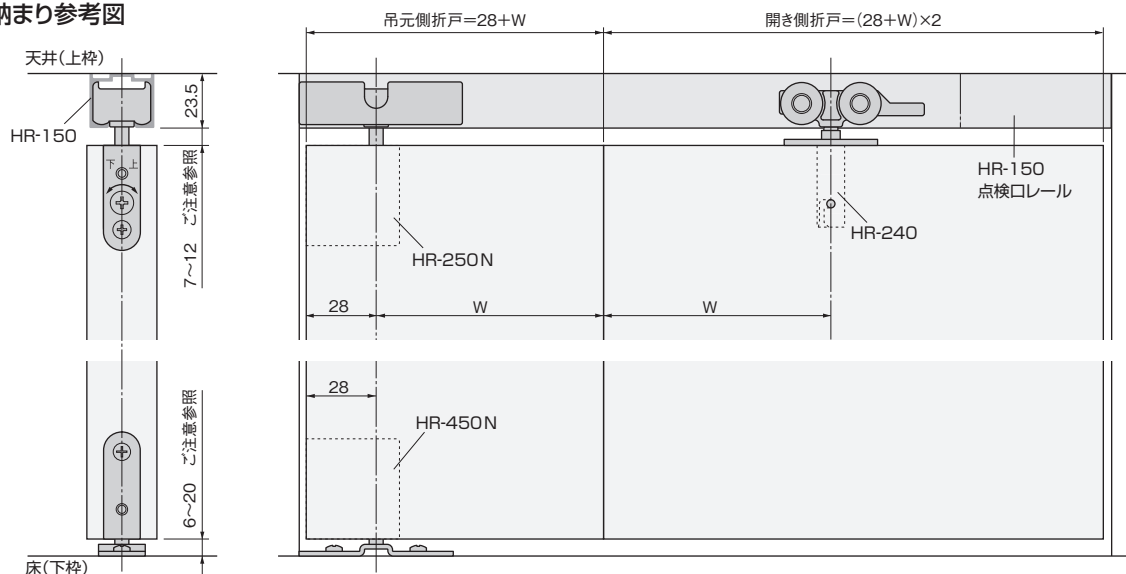 納まり参考図
吊元側折戸=28+W
開き側折戸=(28+W)×2
天井(上枠)
HR-150
23.5
下 上
7〜12 ご注意参照
HR-150
点検口レール
HR-240
HR-250N
28
W
W
28
HR-450N
6〜20 ご注意参照
床(下枠)